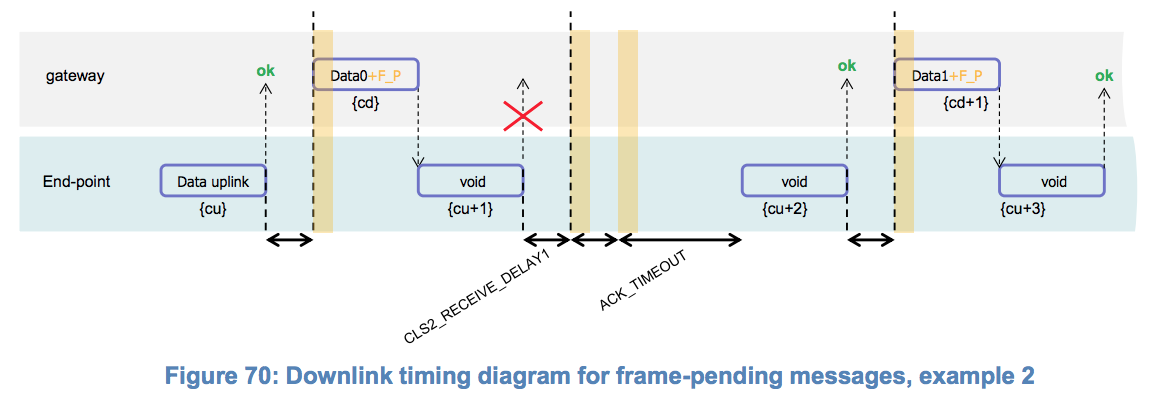 gateway
ok
Data0+F_P
{cd}
ok
Data1+F_P
{cd+1}
ok
End-point
Data uplink
{cu}
void
{cu+1}
void
{cu+2}
void
{cu+3}
CLS2_RECEIVE_DELAY1
ACK_TIMEOUT
Figure 70: Downlink timing diagram for frame-pending messages, example 2